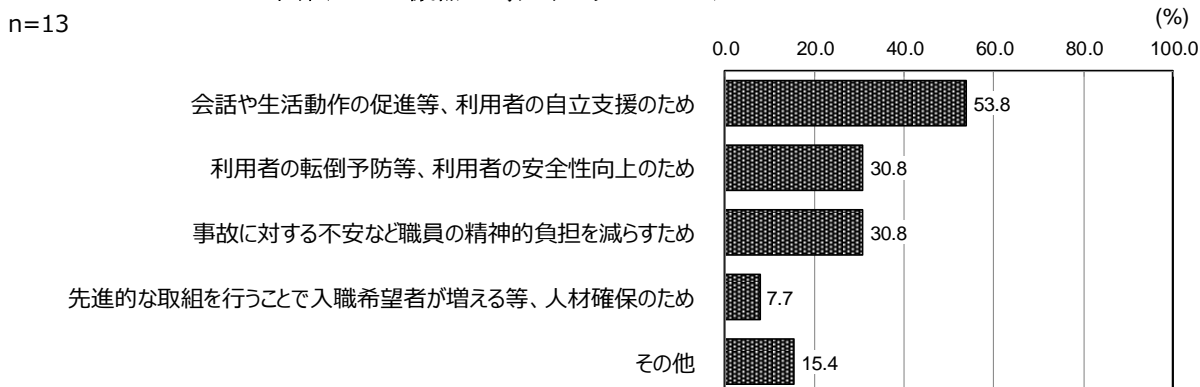 n=13
(%)
0.0 20.0 40.0 60.0 80.0 100.0
会話や生活動作の促進等、利用者の自立支援のため 53.8
利用者の転倒予防等、利用者の安全性向上のため 30.8
事故に対する不安など職員の精神的負担を減らすため 30.8
先進的な取組を行うことで入職希望者が増える等、人材確保のため 7.7
その他 15.4